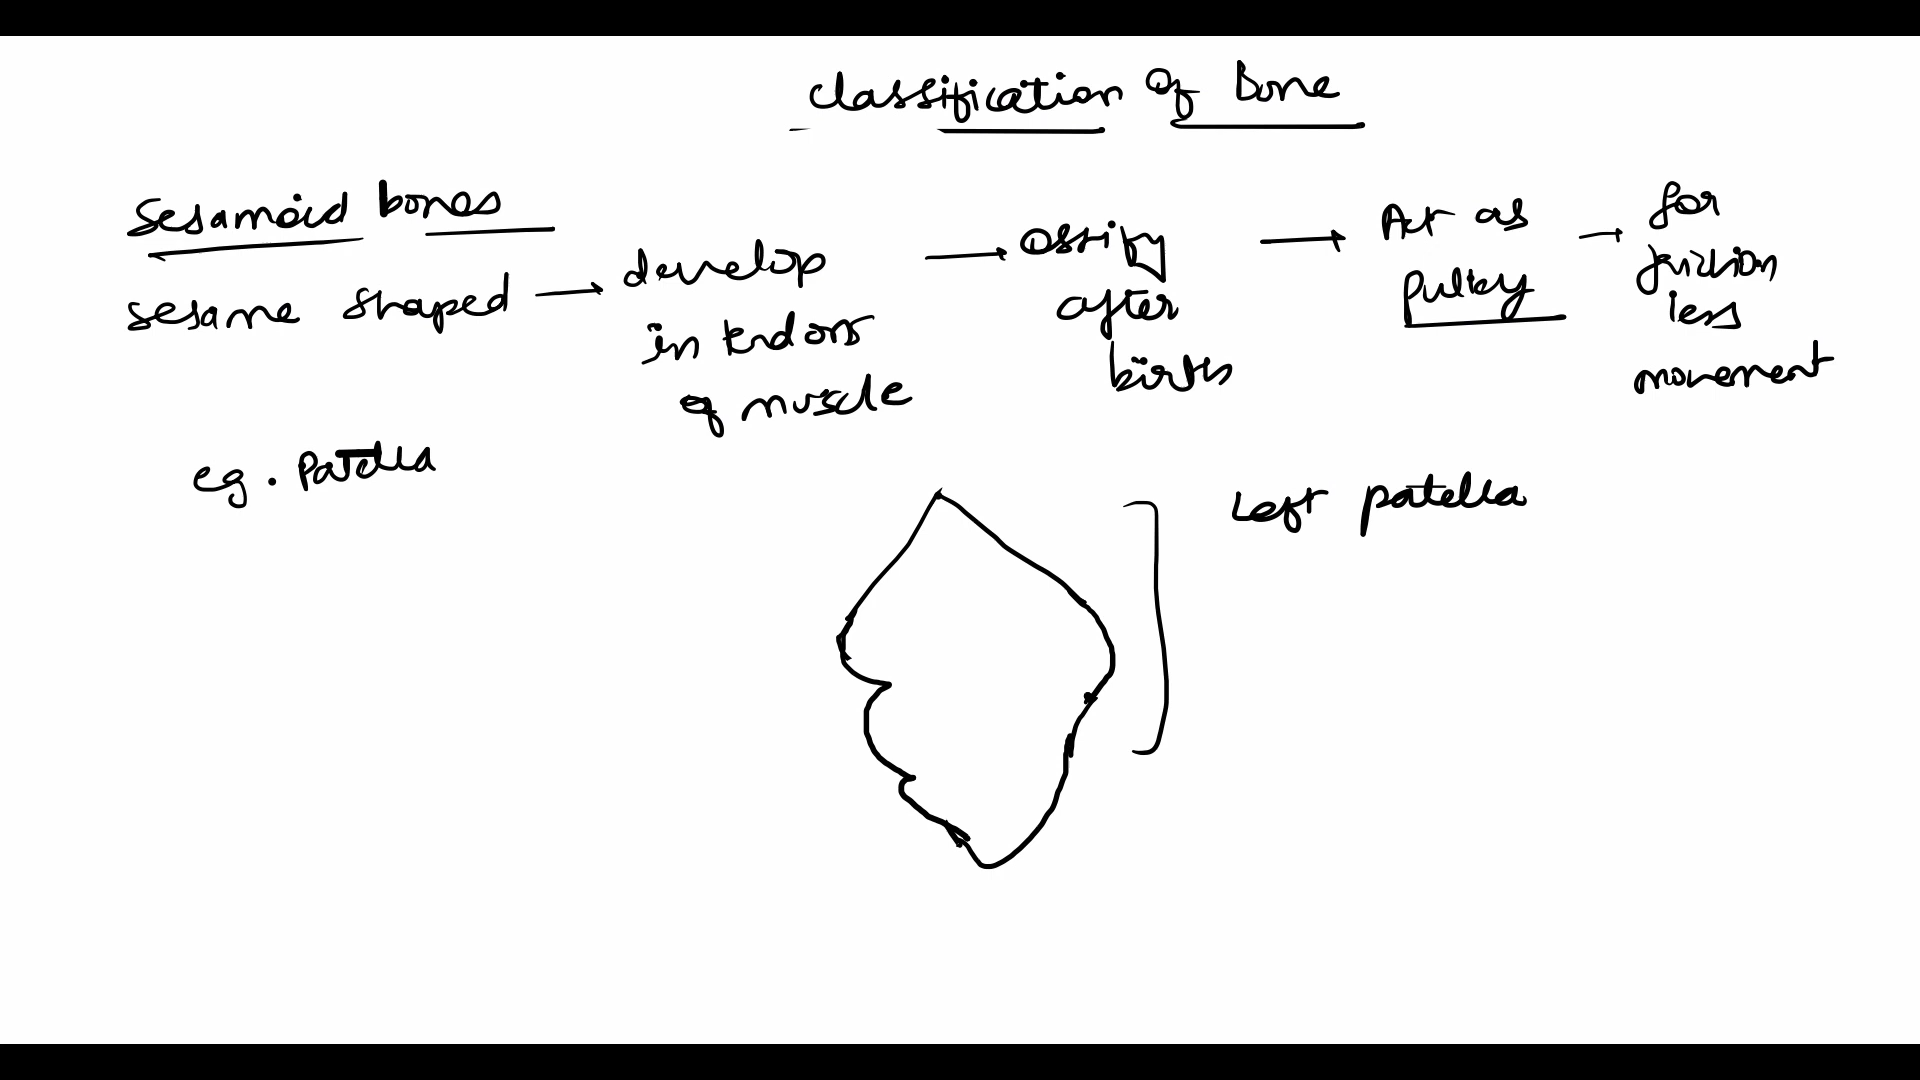 classification of Bone
sesamoid bones
sesame shaped → develop
in tendons
of muscle
→ ossify
after
birth
→ Act as
pulley
→ for
friction
less
movement
eg. Patella
Left patella